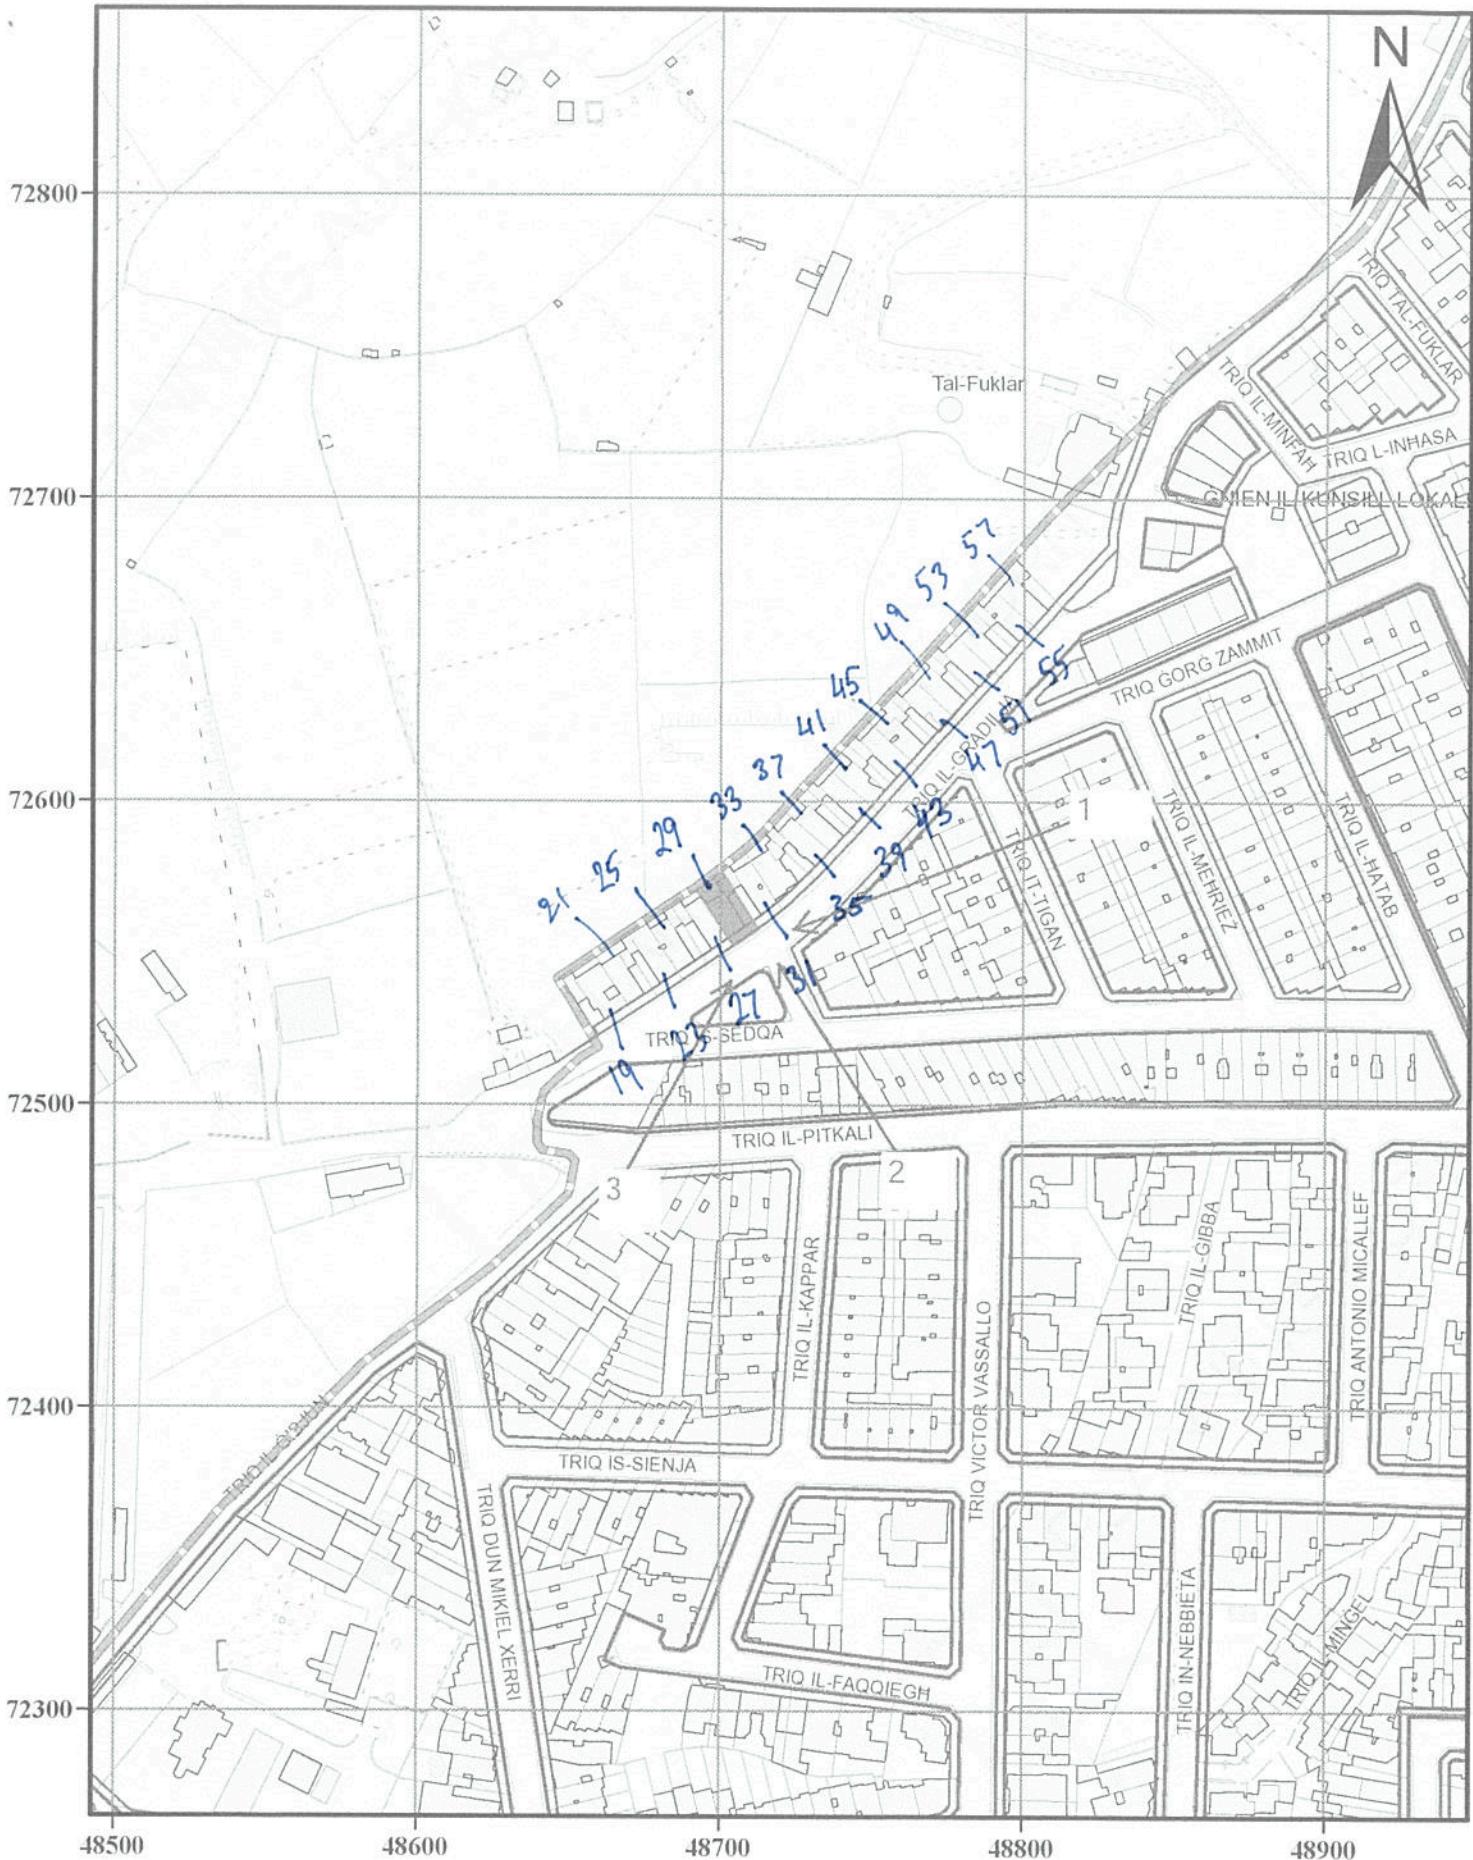 N
72800
TRIQ TAL-FUKLAR
Tal-Fuklar
TRIQ IL-MINFAH
TRIQ L-INHASA
72700
GNIEN IL-KUNSILL LOKALI
57
53
49
55
TRIQ GORG ZAMMIT
45
51
41
47
TRIQ IL-GRADILJA
37
72600
33
43
1
29
39
TRIQ IT-TIGAN
TRIQ IL-MEHRIEZ
TRIQ IL-HATAB
25
35
21
31
27
23
TRIQ IS-SEDQA
19
72500
TRIQ IL-PITKALI
2
3
TRIQ IL-KAPPAR
TRIQ IL-GIBBA
TRIQ ANTONIO MICALLEF
TRIQ VICTOR VASSALLO
72400
TRIQ IS-SIENJA
TRIQ DUN MIKIEL XERRI
TRIQ IN-NEBBIETA
TRIQ IL-MINGEL
TRIQ IL-FAQQIEGH
72300
48500
48600
48700
48800
48900